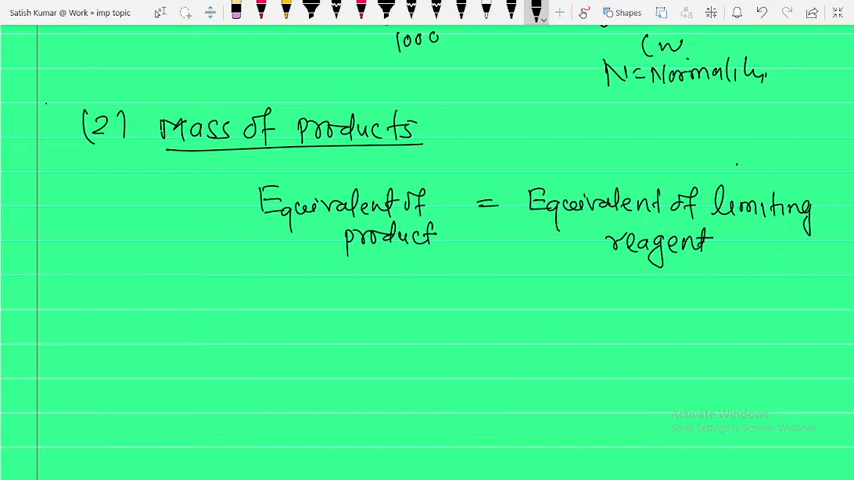 Satish Kumar @ Work » imp topic
Shapes
1000
(w
N=Normality
(2) Mass of products
Equivalent of = Equivalent of limiting
product reagent
Activate Windows
Go to Settings to activate Windows.